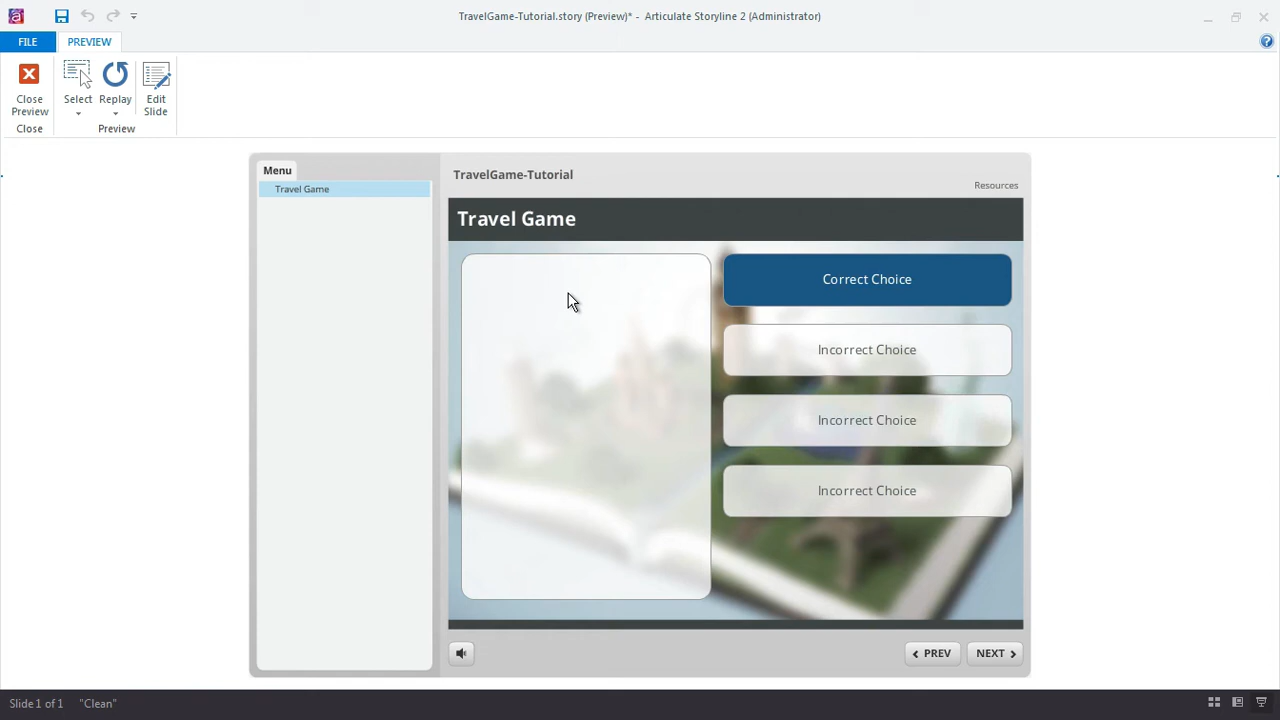 TravelGame-Tutorial.story (Preview)* - Articulate Storyline 2 (Administrator)
FILE
PREVIEW
Close Preview
Select
Replay
Edit Slide
Close
Preview
Menu
Travel Game
TravelGame-Tutorial
Resources
Travel Game
Correct Choice
Incorrect Choice
Incorrect Choice
Incorrect Choice
PREV
NEXT
Slide 1 of 1
"Clean"